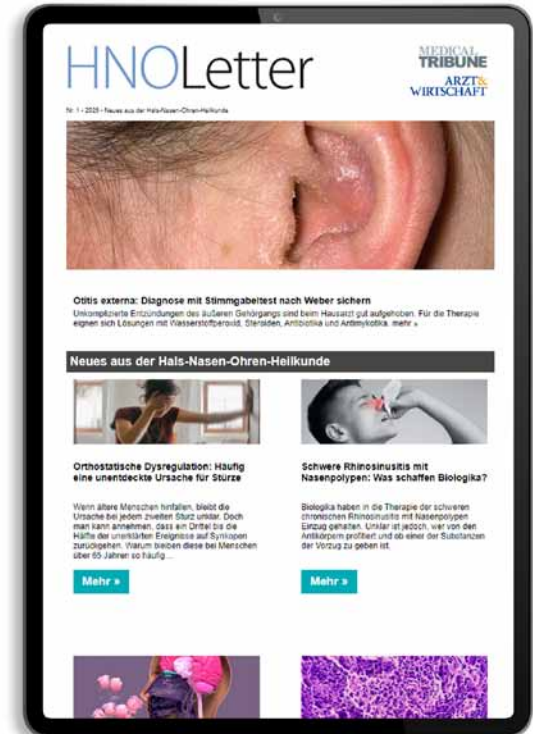 HNOLetter
MEDICAL
TRIBUNE
ARZT&
WIRTSCHAFT
Nr. 1 - 2025 - Neues aus der Hals-Nasen-Ohren-Heilkunde
Otitis externa: Diagnose mit Stimmgabeltest nach Weber sichern
Unkomplizierte Entzündungen des äußeren Gehörgangs sind beim Hausarzt gut aufgehoben. Für die Therapie
eignen sich Lösungen mit Wasserstoffperoxid, Steroiden, Antibiotika und Antimykotika. mehr »
Neues aus der Hals-Nasen-Ohren-Heilkunde
Orthostatische Dysregulation: Häufig
eine unentdeckte Ursache für Stürze
Wenn ältere Menschen hinfallen, bleibt die
Ursache bei jedem zweiten Sturz unklar. Doch
man kann annehmen, dass ein Drittel bis die
Hälfte der unerklärten Ereignisse auf Synkopen
zurückgehen. Warum bleiben diese bei Menschen
über 65 Jahren so häufig ...
Mehr »
Schwere Rhinosinusitis mit
Nasenpolypen: Was schaffen Biologika?
Biologika haben in die Therapie der schweren
chronischen Rhinosinusitis mit Nasenpolypen
Einzug gehalten. Unklar ist jedoch, wer von den
Antikörpern profitiert und ob einer der Substanzen
der Vorzug zu geben ist.
Mehr »